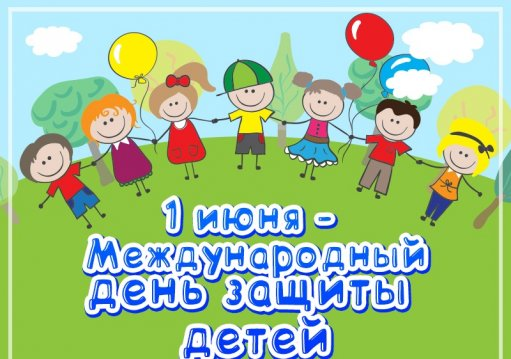 1 июня -
Международный
день защиты
детей